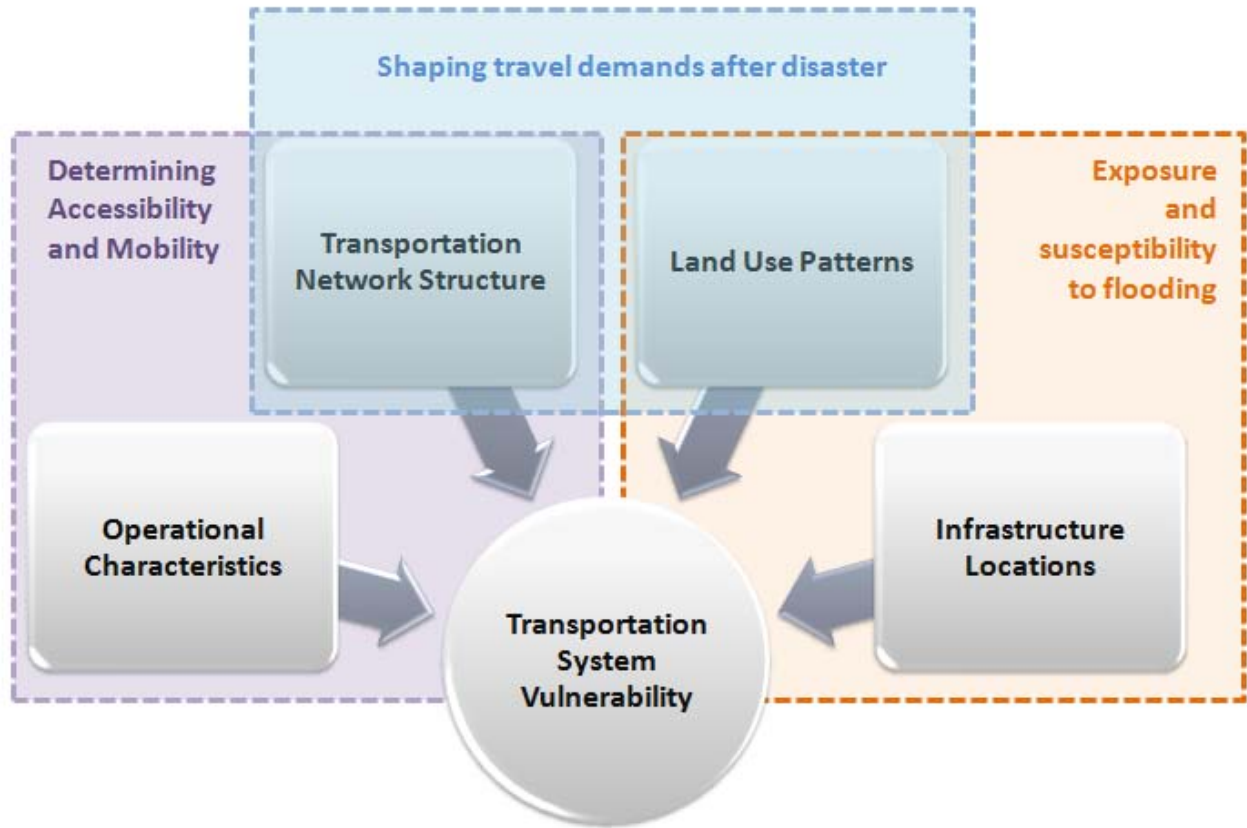 Shaping travel demands after disaster
Determining
Accessibility
and Mobility
Transportation
Network Structure
Land Use Patterns
Exposure
and
susceptibility
to flooding
Operational
Characteristics
Infrastructure
Locations
Transportation
System
Vulnerability